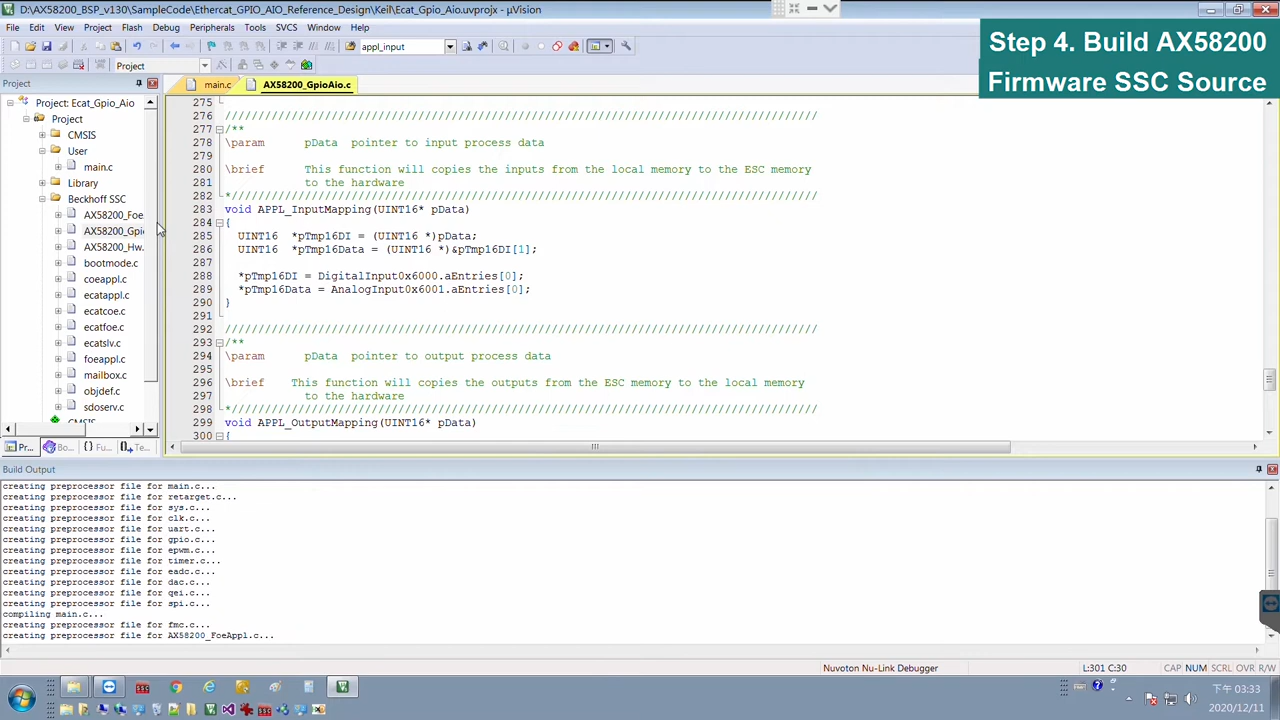 D:\AX58200_BSP_v130\SampleCode\Ethercat_GPIO_AIO_Reference_Design\Keil\Ecat_Gpio_Aio.uvprojx - µVision
File Edit View Project Flash Debug Peripherals Tools SVCS Window Help
Step 4. Build AX58200
Firmware SSC Source
appl_input
Project
Project
main.c AX58200_GpioAio.c
Project: Ecat_Gpio_Aio
Project
CMSIS
User
main.c
Library
Beckhoff SSC
AX58200_Foe
AX58200_Gpi
AX58200_Hw.
bootmode.c
coeappl.c
ecatappl.c
ecatcoe.c
ecatfoe.c
ecatslv.c
foeappl.c
mailbox.c
objdef.c
sdoserv.c
CMSIS
Pr... Bo... {} Fu... Te...
275
276 /////////////////////////////////////////////////////////////////////////////////////////
277 /**
278 \param pData pointer to input process data
279
280 \brief This function will copies the inputs from the local memory to the ESC memory
281 to the hardware
282 */////////////////////////////////////////////////////////////////////////////////////////
283 void APPL_InputMapping(UINT16* pData)
284 {
285 UINT16 *pTmp16DI = (UINT16 *)pData;
286 UINT16 *pTmp16Data = (UINT16 *)&pTmp16DI[1];
287
288 *pTmp16DI = DigitalInput0x6000.aEntries[0];
289 *pTmp16Data = AnalogInput0x6001.aEntries[0];
290 }
291
292 /////////////////////////////////////////////////////////////////////////////////////////
293 /**
294 \param pData pointer to output process data
295
296 \brief This function will copies the outputs from the ESC memory to the local memory
297 to the hardware
298 */////////////////////////////////////////////////////////////////////////////////////////
299 void APPL_OutputMapping(UINT16* pData)
300 {
Build Output
creating preprocessor file for main.c...
creating preprocessor file for retarget.c...
creating preprocessor file for sys.c...
creating preprocessor file for clk.c...
creating preprocessor file for uart.c...
creating preprocessor file for gpio.c...
creating preprocessor file for epwm.c...
creating preprocessor file for timer.c...
creating preprocessor file for eadc.c...
creating preprocessor file for dac.c...
creating preprocessor file for qei.c...
creating preprocessor file for spi.c...
compiling main.c...
creating preprocessor file for fmc.c...
creating preprocessor file for AX58200_FoeAppl.c...
Nuvoton Nu-Link Debugger L:301 C:30 CAP NUM SCRL OVR R/W
下午 03:33
2020/12/11